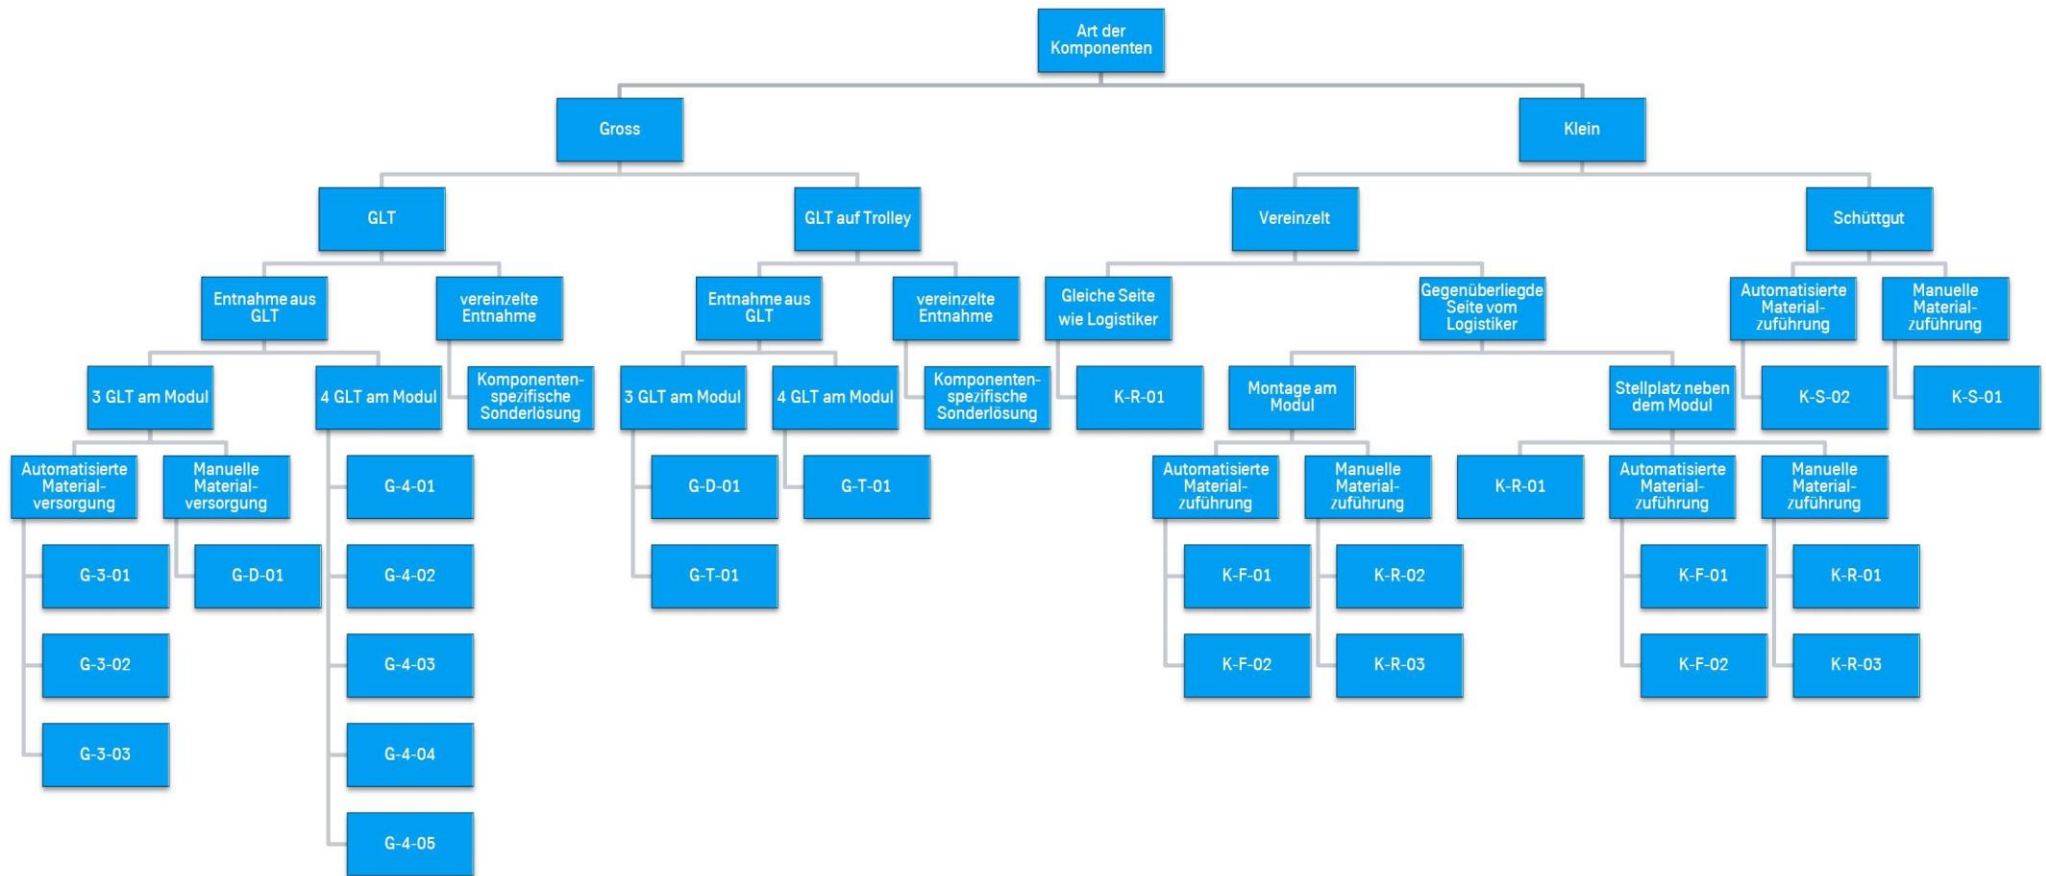 Art der
Komponenten
Gross
Klein
GLT
GLT auf Trolley
Vereinzelt
Schüttgut
Entnahme aus
GLT
vereinzelte
Entnahme
Entnahme aus
GLT
vereinzelte
Entnahme
Gleiche Seite
wie Logistiker
Gegenüberliegde
Seite vom
Logistiker
Automatisierte
Material-
zuführung
Manuelle
Material-
zuführung
3 GLT am Modul
4 GLT am Modul
Komponenten-
spezifische
Sonderlösung
3 GLT am Modul
4 GLT am Modul
Komponenten-
spezifische
Sonderlösung
K-R-01
Montage am
Modul
Stellplatz neben
dem Modul
K-S-02
K-S-01
Automatisierte
Material-
versorgung
Manuelle
Material-
versorgung
G-4-01
G-D-01
G-T-01
Automatisierte
Material-
zuführung
Manuelle
Material-
zuführung
K-R-01
Automatisierte
Material-
zuführung
Manuelle
Material-
zuführung
G-3-01
G-D-01
G-4-02
G-T-01
K-F-01
K-R-02
K-F-01
K-R-01
G-3-02
G-4-03
K-F-02
K-R-03
K-F-02
K-R-03
G-3-03
G-4-04
G-4-05